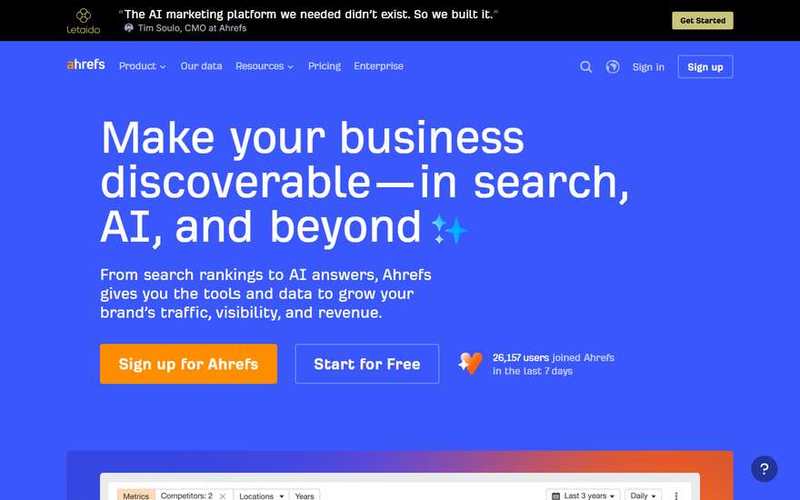 Letaido
“The AI marketing platform we needed didn’t exist. So we built it.”
Tim Soulo, CMO at Ahrefs
Get Started
ahrefs
Product
Our data
Resources
Pricing
Enterprise
Sign in
Sign up
Make your business
discoverable—in search,
AI, and beyond
From search rankings to AI answers, Ahrefs
gives you the tools and data to grow your
brand’s traffic, visibility, and revenue.
Sign up for Ahrefs
Start for Free
26,157 users joined Ahrefs
in the last 7 days
?
Metrics
Competitors: 2
Locations
Years
Last 3 years
Daily